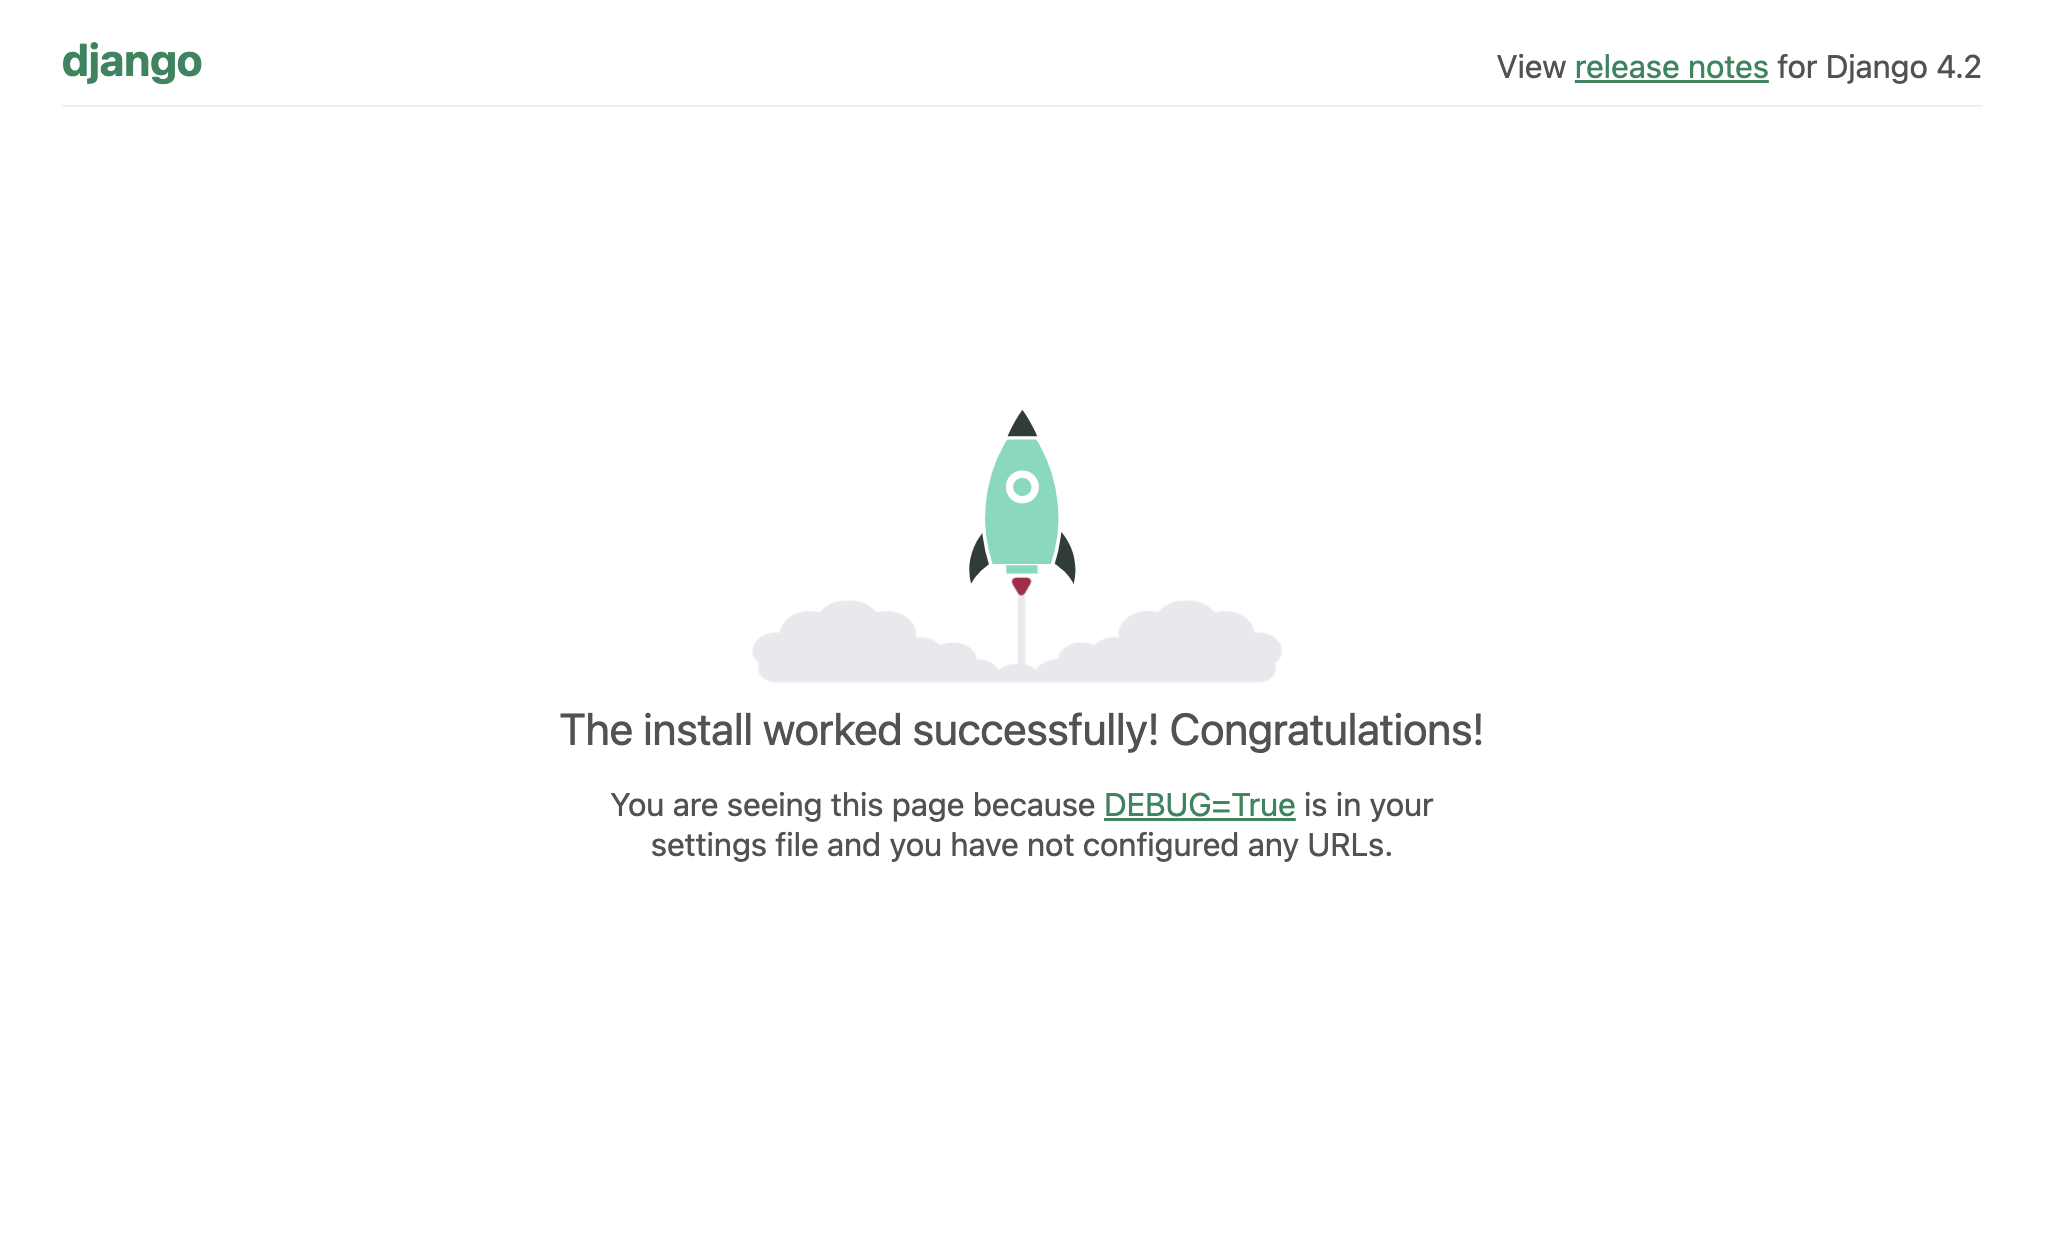 django
View release notes for Django 4.2
The install worked successfully! Congratulations!
You are seeing this page because DEBUG=True is in your
settings file and you have not configured any URLs.